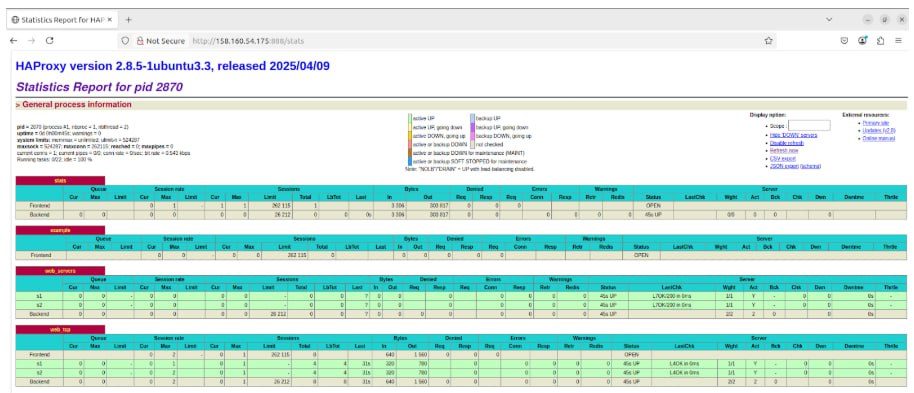 Statistics Report for HAP
Not Secure http://158.160.54.175:888/stats
HAProxy version 2.8.5-1ubuntu3.3, released 2025/04/09
Statistics Report for pid 2870
> General process information
pid = 2870 (process #1, nbproc = 1, nbthread = 2)
uptime = 0d 0h00m45s; warnings = 0
system limits: memmax = unlimited; ulimit-n = 524287
maxsock = 524287; maxconn = 262115; reached = 0; maxpipes = 0
current conns = 1; current pipes = 0/0; conn rate = 0/sec; bit rate = 9.543 kbps
Running tasks: 0/22; idle = 100 %
active UP backup UP
active UP, going down backup UP, going down
active DOWN, going up backup DOWN, going up
active or backup DOWN not checked
active or backup DOWN for maintenance (MAINT)
active or backup SOFT STOPPED for maintenance
Note: "NOLB"/"DRAIN" = UP with load-balancing disabled.
Display option:
Scope :
Hide 'DOWN' servers
Disable refresh
Refresh now
CSV export
JSON export (schema)
External resources:
Primary site
Updates (v2.8)
Online manual
stats
Queue Session rate Sessions Bytes Denied Errors Warnings Server
Cur Max Limit Cur Max Limit Cur Max Limit Total LbTot Last In Out Req Resp Req Conn Resp Retr Redis Status LastChk Wght Act Bck Chk Dwn Dwntme Thrtle
Frontend 0 1 - 1 1 262 115 1 3 306 303 817 0 0 0 OPEN
Backend 0 0 0 0 0 0 26 212 0 0 0s 3 306 303 817 0 0 0 0 0 0 45s UP 0/0 0 0 0
example
Queue Session rate Sessions Bytes Denied Errors Warnings Server
Cur Max Limit Cur Max Limit Cur Max Limit Total LbTot Last In Out Req Resp Req Conn Resp Retr Redis Status LastChk Wght Act Bck Chk Dwn Dwntme Thrtle
Frontend 0 0 - 0 0 262 115 0 0 0 0 0 0 OPEN
web_servers
Queue Session rate Sessions Bytes Denied Errors Warnings Server
Cur Max Limit Cur Max Limit Cur Max Limit Total LbTot Last In Out Req Resp Req Conn Resp Retr Redis Status LastChk Wght Act Bck Chk Dwn Dwntme Thrtle
s1 0 0 - 0 0 0 0 - 0 0 ? 0 0 0 0 0 0 0 45s UP L7OK/200 in 0ms 1/1 Y - 0 0 0s -
s2 0 0 - 0 0 0 0 - 0 0 ? 0 0 0 0 0 0 0 45s UP L7OK/200 in 0ms 1/1 Y - 0 0 0s -
Backend 0 0 0 0 0 0 26 212 0 0 ? 0 0 0 0 0 0 0 0 45s UP 2/2 2 0 0 0s
web_tcp
Queue Session rate Sessions Bytes Denied Errors Warnings Server
Cur Max Limit Cur Max Limit Cur Max Limit Total LbTot Last In Out Req Resp Req Conn Resp Retr Redis Status LastChk Wght Act Bck Chk Dwn Dwntme Thrtle
Frontend 0 2 - 0 1 262 115 8 640 1 560 0 0 0 OPEN
s1 0 0 - 0 1 0 1 - 4 4 31s 320 780 0 0 0 0 0 45s UP L4OK in 0ms 1/1 Y - 0 0 0s -
s2 0 0 - 0 2 0 1 - 4 4 31s 320 780 0 0 0 0 0 45s UP L4OK in 0ms 1/1 Y - 0 0 0s -
Backend 0 0 0 2 0 1 26 212 8 8 31s 640 1 560 0 0 0 0 0 0 45s UP 2/2 2 0 0 0s